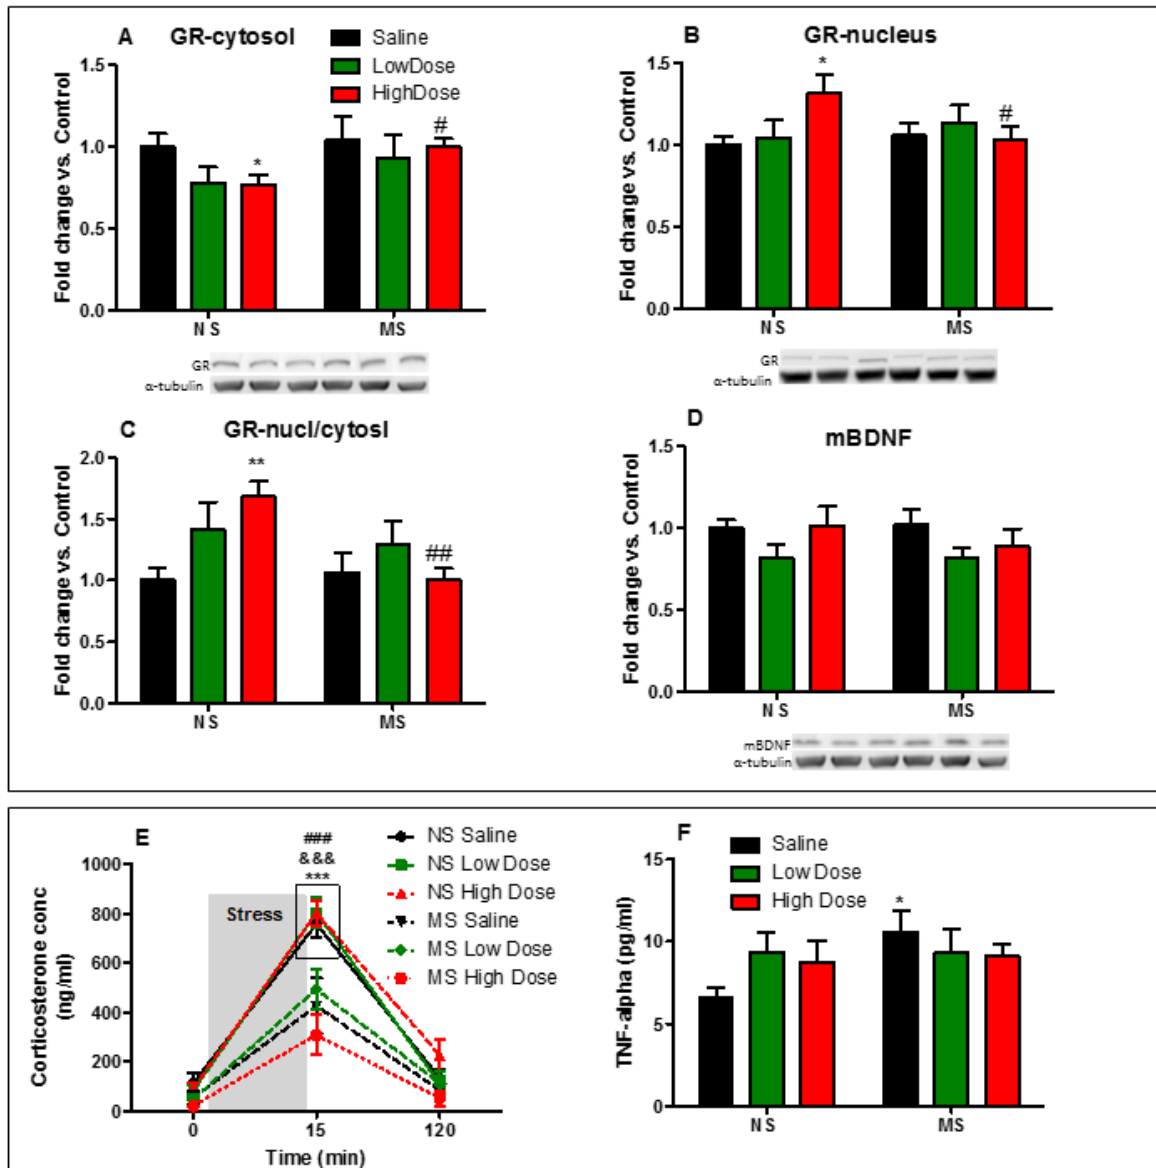 A GR-cytosol
Saline
LowDose
HighDose
Fold change vs. Control
1.5
1.0
0.5
0.0
*
#
NS MS
GR
α-tubulin
B GR-nucleus
Fold change vs. Control
1.5
1.0
0.5
0.0
*
#
NS MS
GR
α-tubulin
C GR-nucl/cytosl
Fold change vs. Control
2.0
1.5
1.0
0.5
0.0
**
##
NS MS
D mBDNF
Fold change vs. Control
1.5
1.0
0.5
0.0
NS MS
mBDNF
α-tubulin
E
Corticosterone conc
(ng/ml)
1000
800
600
400
200
0
Stress
###
&&&
***
NS Saline
NS Low Dose
NS High Dose
MS Saline
MS Low Dose
MS High Dose
0 15 120
Time (min)
F
Saline
Low Dose
High Dose
TNF-alpha (pg/ml)
15
10
5
0
*
NS MS